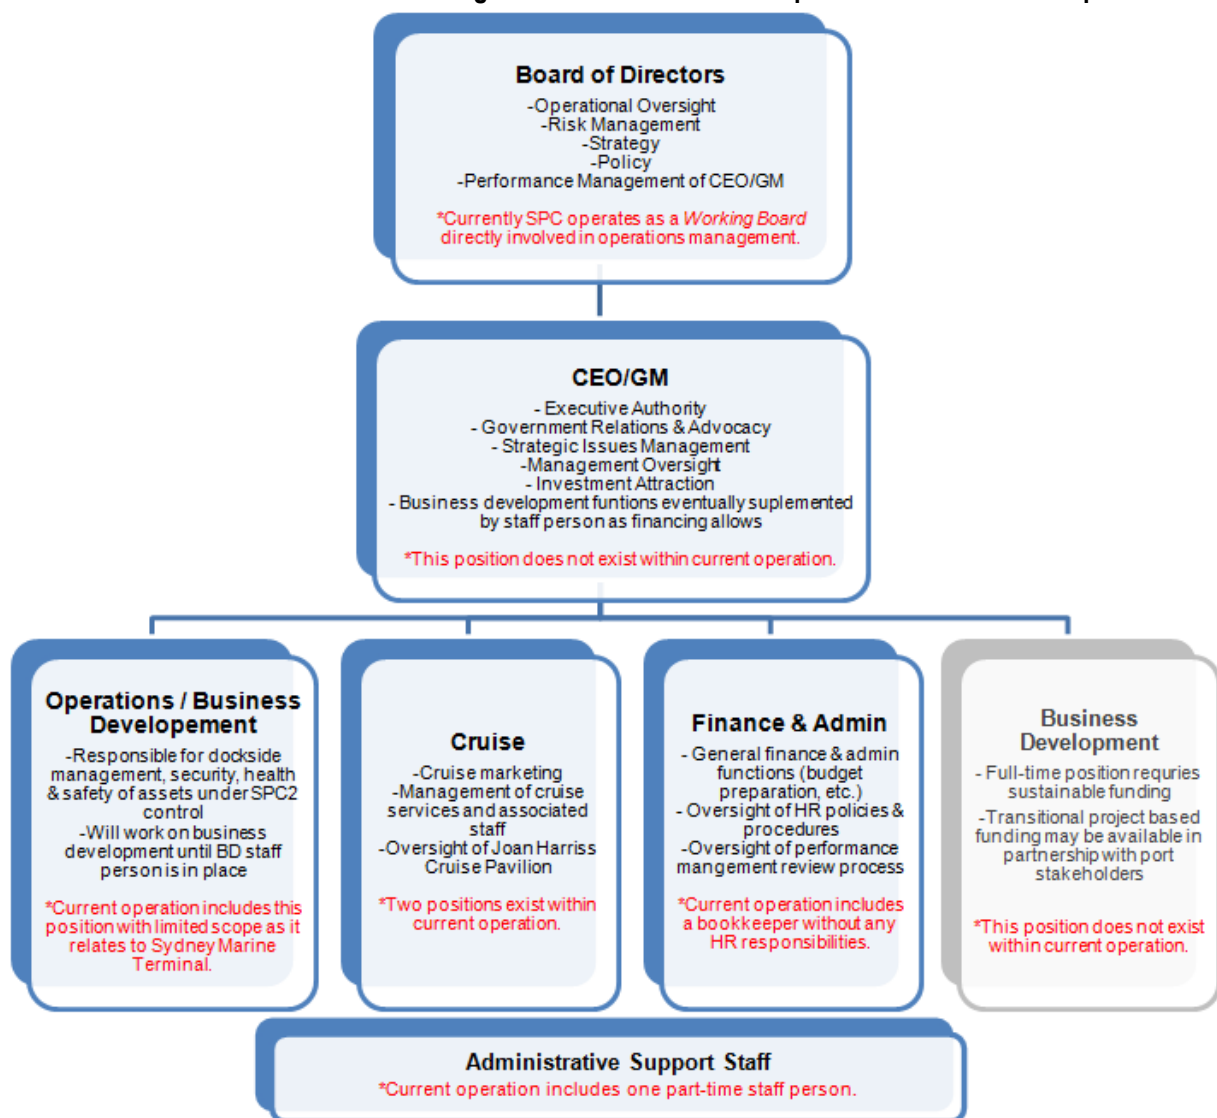 Board of Directors
-Operational Oversight
-Risk Management
-Strategy
-Policy
-Performance Management of CEO/GM
*Currently SPC operates as a Working Board
directly involved in operations management.
CEO/GM
- Executive Authority
- Government Relations & Advocacy
- Strategic Issues Management
-Management Oversight
- Investment Attraction
- Business development funtions eventually suplemented
by staff person as financing allows
*This position does not exist within current operation.
Operations / Business
Developement
-Responsible for dockside
management, security, health
& safety of assets under SPC2
control
-Will work on business
development until BD staff
person is in place
*Current operation includes this
position with limited scope as it
relates to Sydney Marine
Terminal.
Cruise
-Cruise marketing
-Management of cruise
services and associated
staff
-Oversight of Joan Harriss
Cruise Pavilion
*Two positions exist within
current operation.
Finance & Admin
- General finance & admin
functions (budget
preparation, etc.)
- Oversight of HR policies &
procedures
-Oversight of performance
mangement review process
*Current operation includes
a bookkeeper without any
HR responsibilities.
Business
Development
- Full-time position requries
sustainable funding
-Transitional project based
funding may be available in
partnership with port
stakeholders
*This position does not exist
within current operation.
Administrative Support Staff
*Current operation includes one part-time staff person.